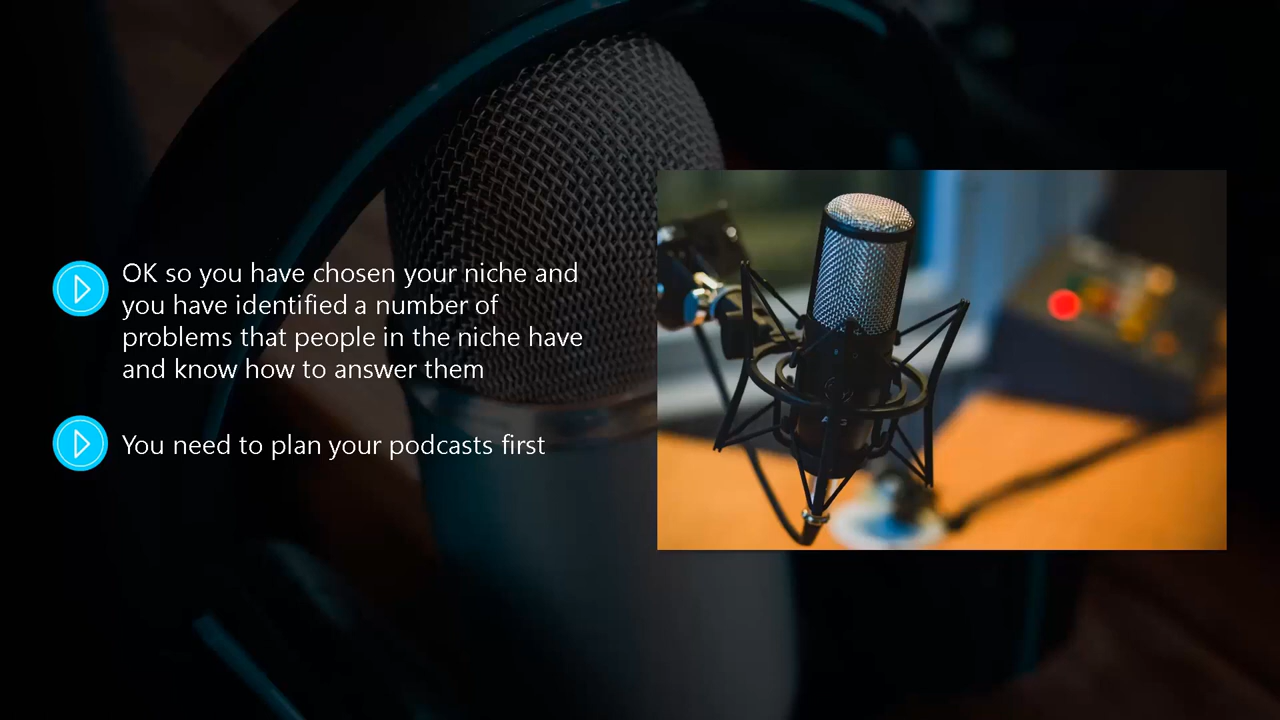 OK so you have chosen your niche and
you have identified a number of
problems that people in the niche have
and know how to answer them
You need to plan your podcasts first